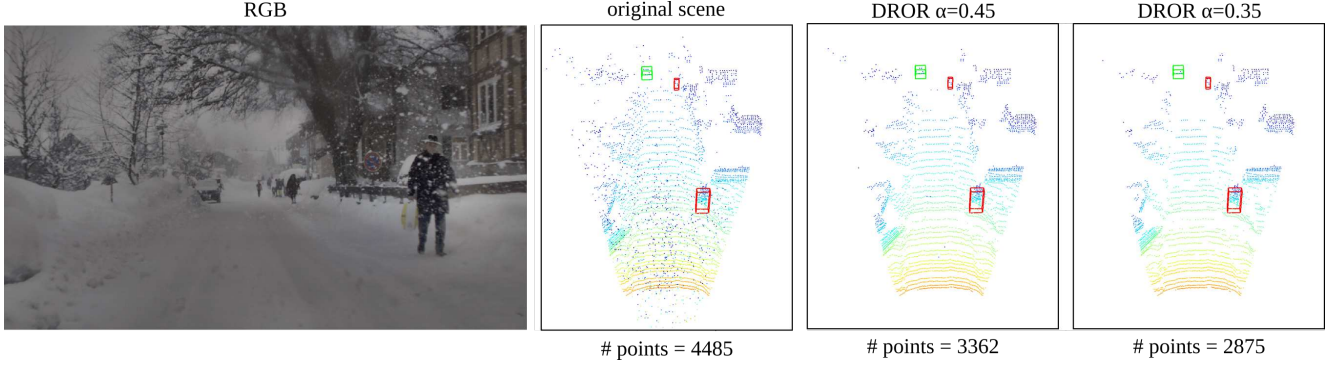 RGB
original scene
DROR α=0.45
DROR α=0.35
# points = 4485
# points = 3362
# points = 2875